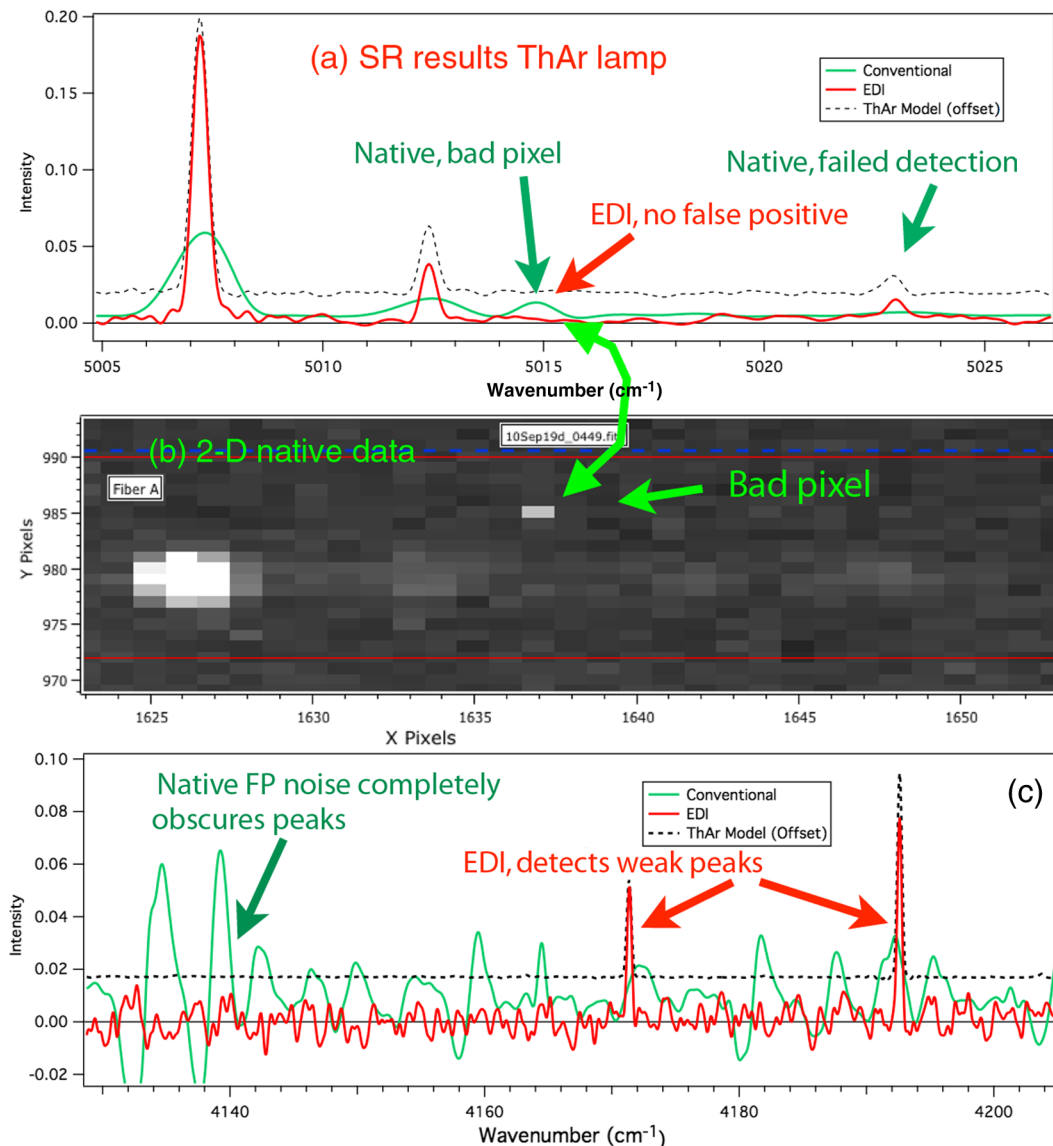 0.20
0.15
0.10
0.05
0.00
Intensity
(a) SR results ThAr lamp
Conventional
EDI
ThAr Model (offset)
Native, bad pixel
Native, failed detection
EDI, no false positive
5005
5010
5015
5020
5025
Wavenumber (cm-1)
(b) 2-D native data
10Sep19d_0449.fit
Fiber A
Bad pixel
990
985
980
975
970
Y Pixels
1625
1630
1635
1640
1645
1650
X Pixels
0.10
0.08
0.06
0.04
0.02
0.00
-0.02
Intensity
Native FP noise completely
obscures peaks
Conventional
EDI
ThAr Model (Offset)
(c)
EDI, detects weak peaks
4140
4160
4180
4200
Wavenumber (cm-1)